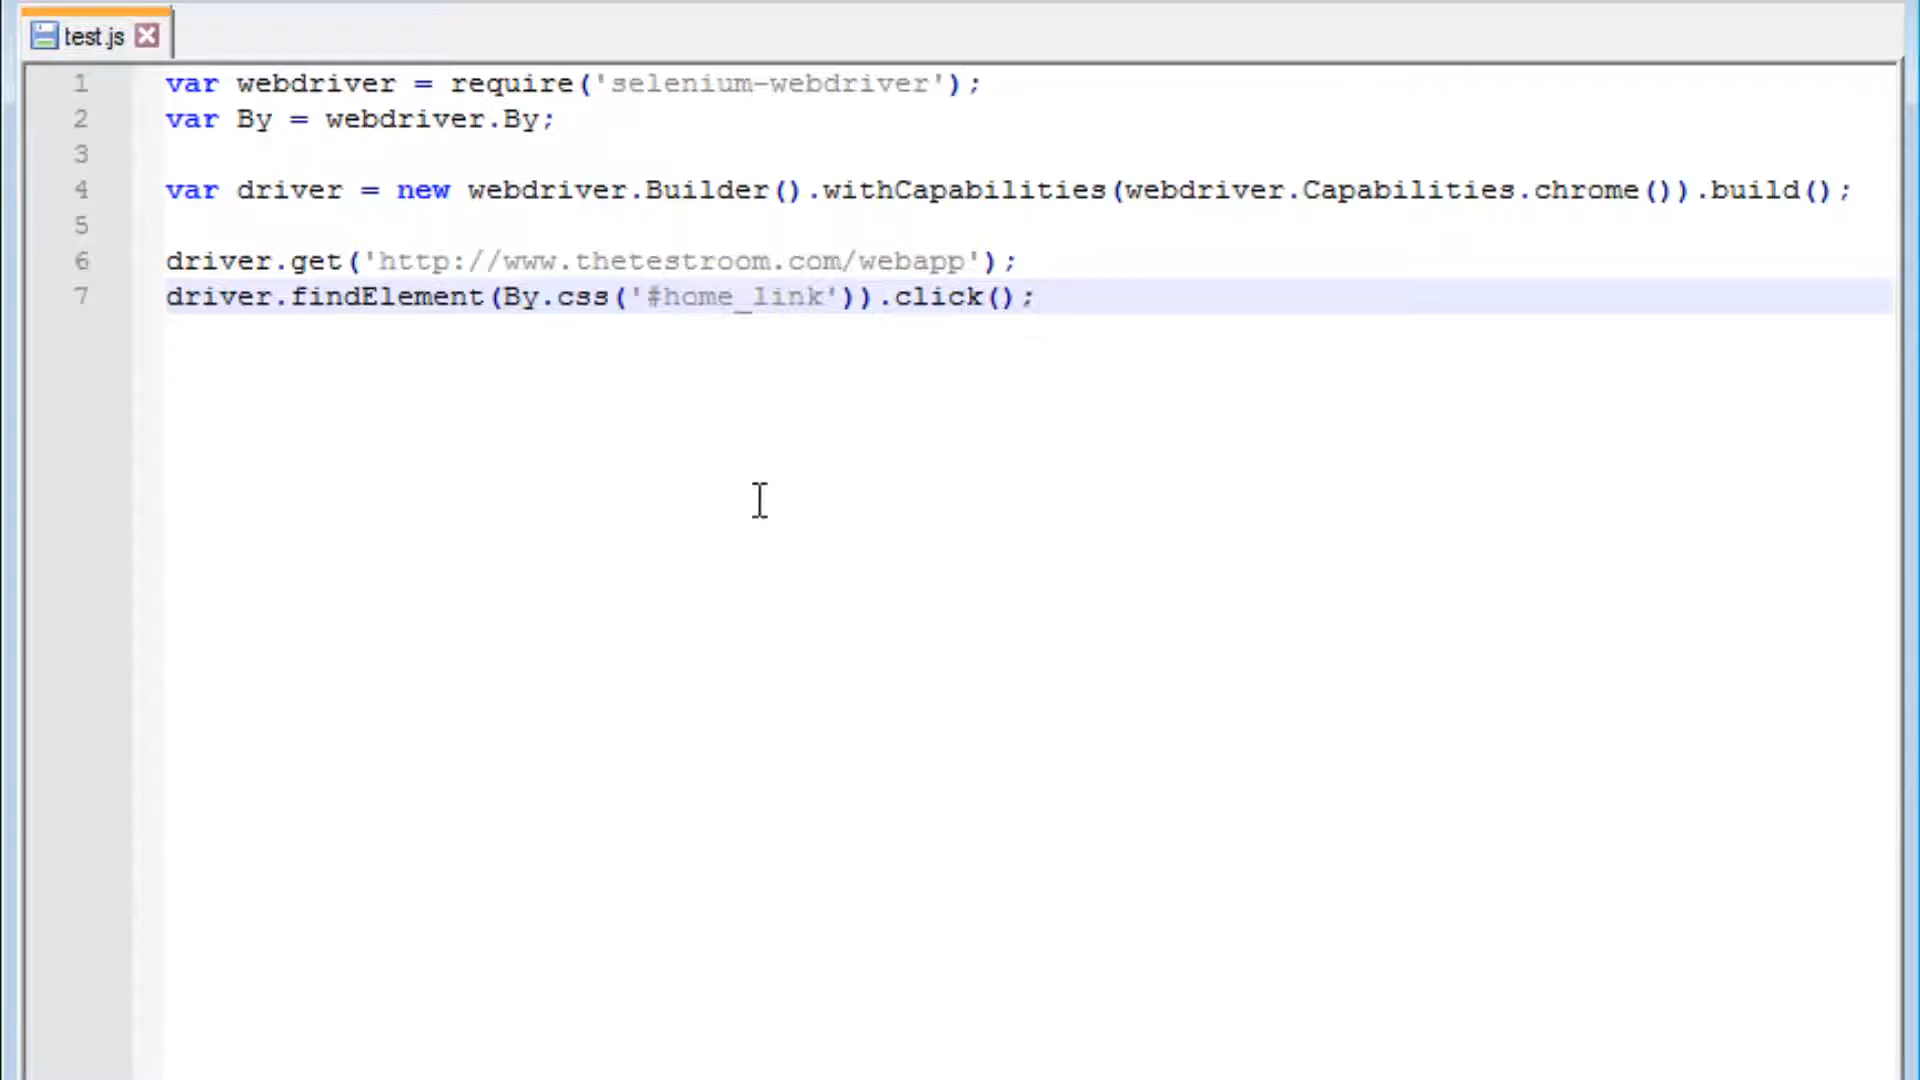 test.js
1 var webdriver = require('selenium-webdriver');
2 var By = webdriver.By;
3
4 var driver = new webdriver.Builder().withCapabilities(webdriver.Capabilities.chrome()).build();
5
6 driver.get('http://www.thetestroom.com/webapp');
7 driver.findElement(By.css('#home_link')).click();